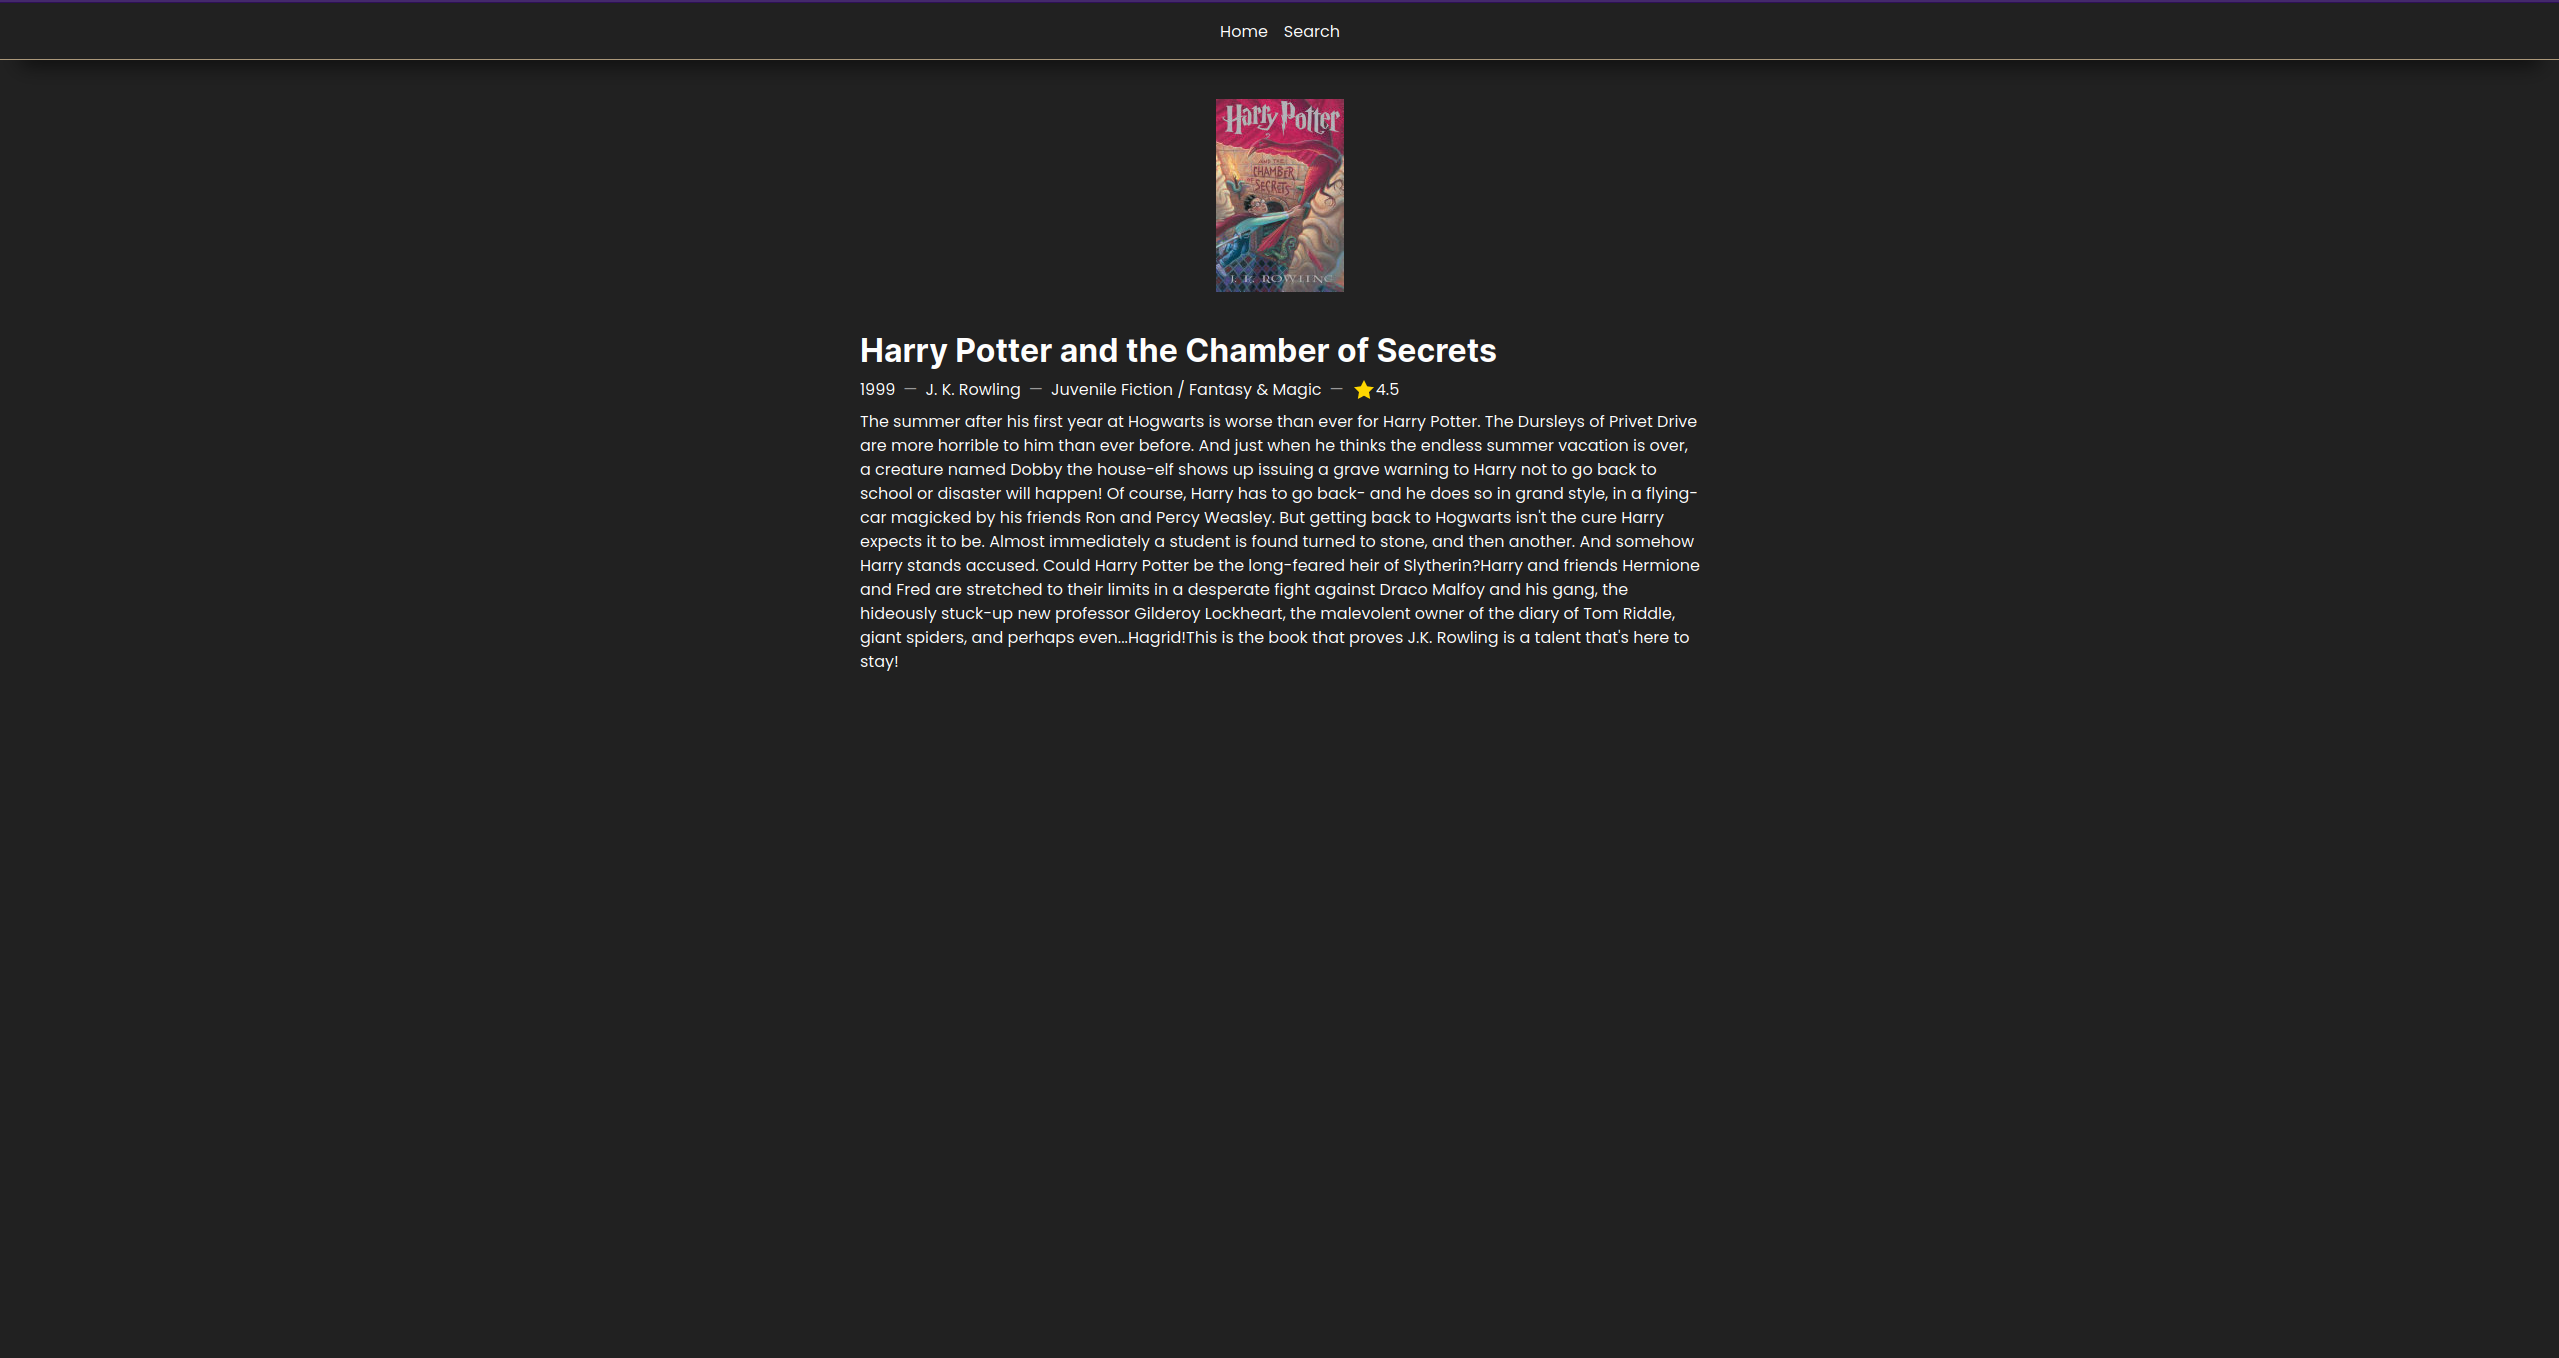 Home Search
Harry Potter
AND THE
CHAMBER
OF SECRETS
J. K. ROWLING
Harry Potter and the Chamber of Secrets
1999 — J. K. Rowling — Juvenile Fiction / Fantasy & Magic — ⭐4.5
The summer after his first year at Hogwarts is worse than ever for Harry Potter. The Dursleys of Privet Drive
are more horrible to him than ever before. And just when he thinks the endless summer vacation is over,
a creature named Dobby the house-elf shows up issuing a grave warning to Harry not to go back to
school or disaster will happen! Of course, Harry has to go back- and he does so in grand style, in a flying-
car magicked by his friends Ron and Percy Weasley. But getting back to Hogwarts isn't the cure Harry
expects it to be. Almost immediately a student is found turned to stone, and then another. And somehow
Harry stands accused. Could Harry Potter be the long-feared heir of Slytherin?Harry and friends Hermione
and Fred are stretched to their limits in a desperate fight against Draco Malfoy and his gang, the
hideously stuck-up new professor Gilderoy Lockheart, the malevolent owner of the diary of Tom Riddle,
giant spiders, and perhaps even...Hagrid!This is the book that proves J.K. Rowling is a talent that's here to
stay!